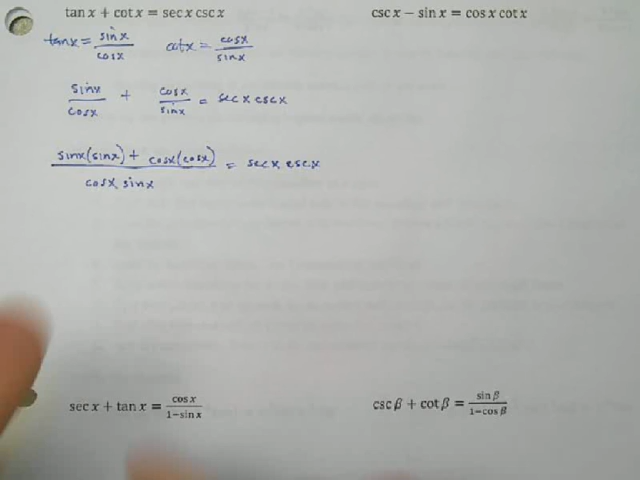 tan x + cot x = sec x csc x
csc x − sin x = cos x cot x
tanx = sinx/cosx cotx = cosx/sinx
sinx/cosx + cosx/sinx = secx cscx
sinx(sinx) + cosx(cosx)/cosx sinx = secx cscx
sec x + tan x = cos x/1−sin x
csc β + cot β = sin β/1−cos β